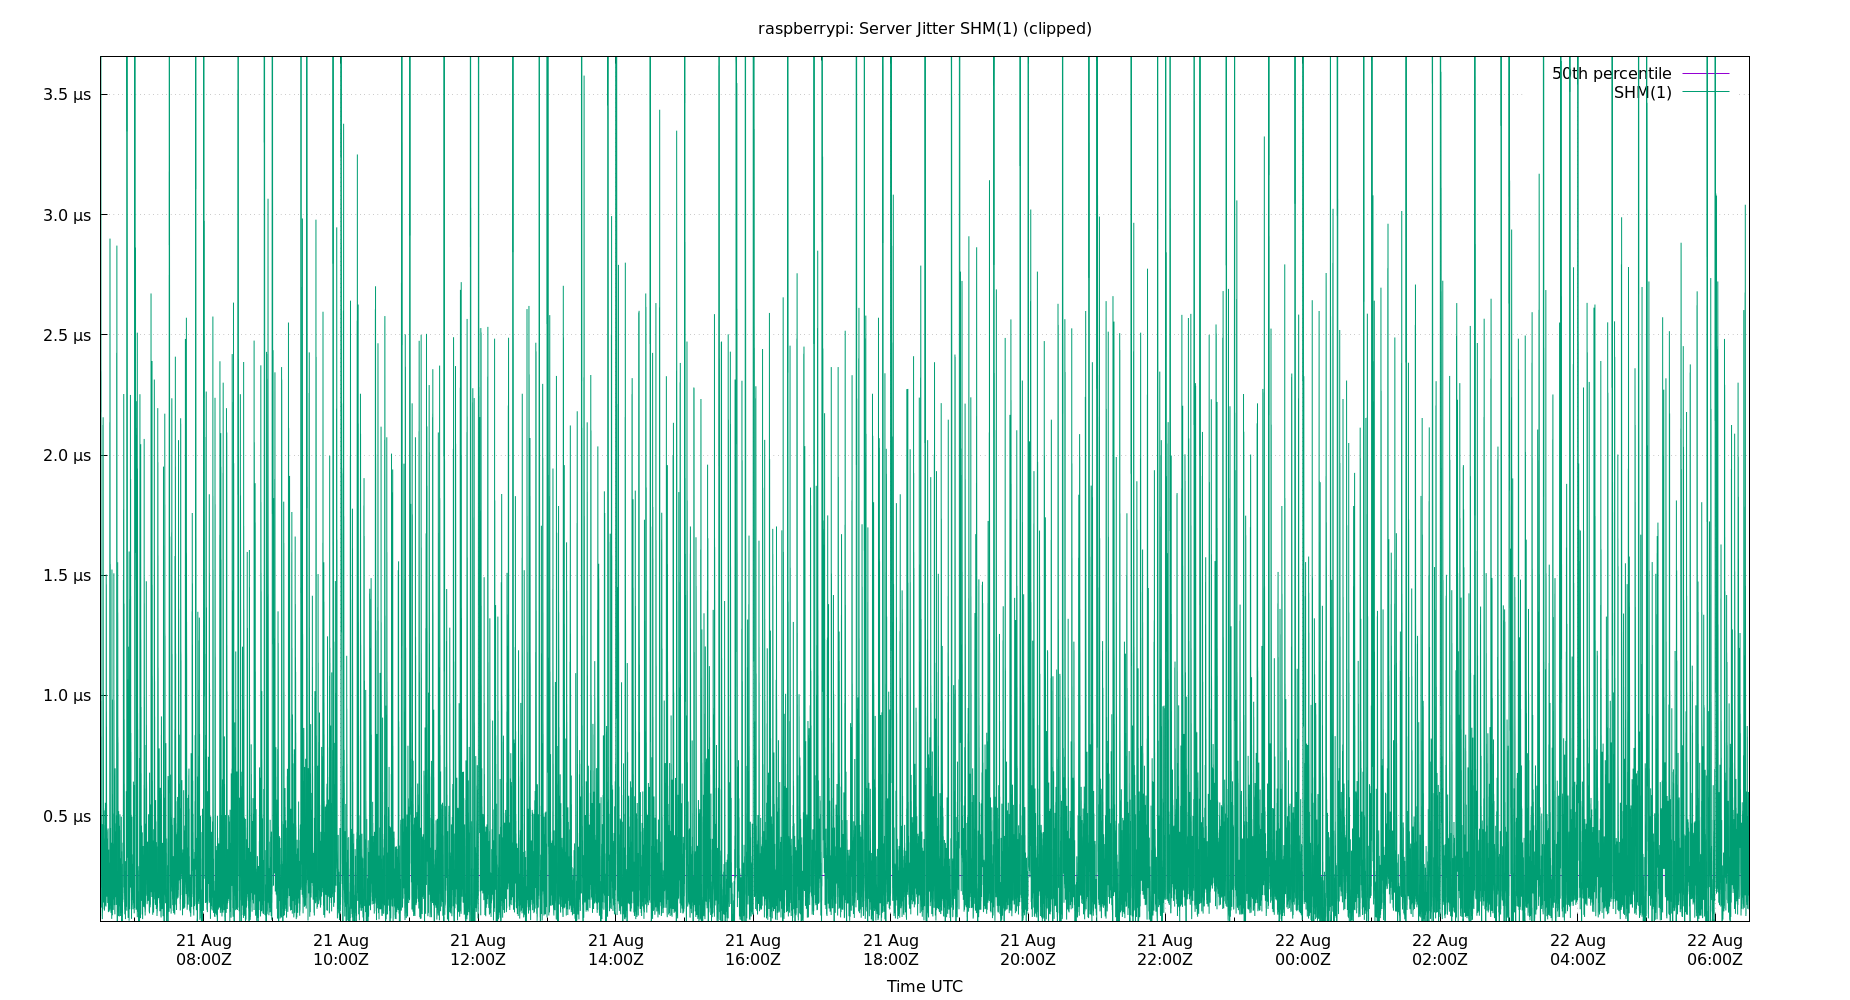 raspberrypi: Server Jitter SHM(1) (clipped)
50th percentile
SHM(1)
3.5 µs
3.0 µs
2.5 µs
2.0 µs
1.5 µs
1.0 µs
0.5 µs
21 Aug 21 Aug 21 Aug 21 Aug 21 Aug 21 Aug 21 Aug 21 Aug 22 Aug 22 Aug 22 Aug 22 Aug
08:00Z 10:00Z 12:00Z 14:00Z 16:00Z 18:00Z 20:00Z 22:00Z 00:00Z 02:00Z 04:00Z 06:00Z
Time UTC